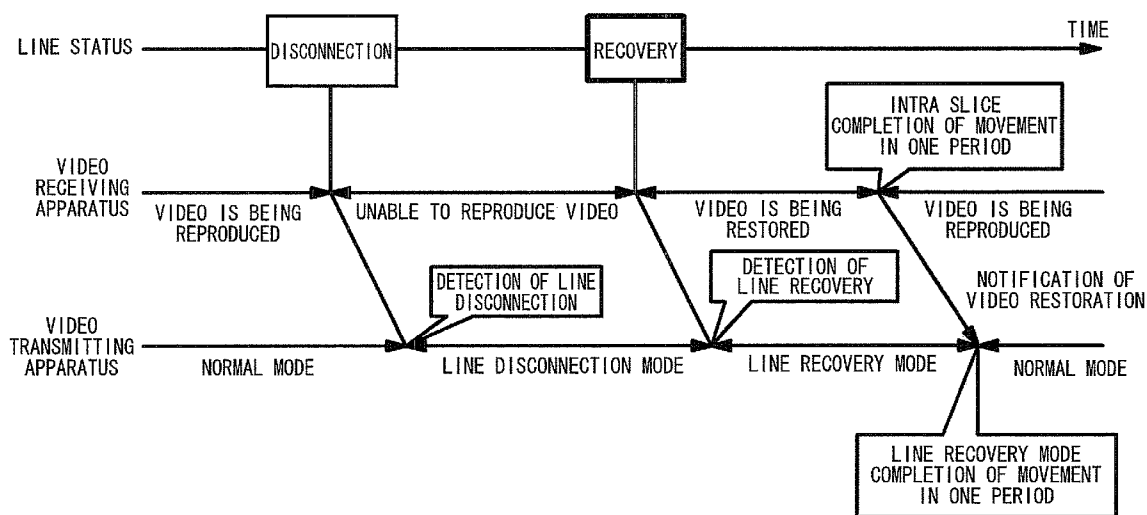 TIME
LINE STATUS
DISCONNECTION
RECOVERY
INTRA SLICE
COMPLETION OF MOVEMENT
IN ONE PERIOD
VIDEO
RECEIVING
APPARATUS
VIDEO IS BEING
REPRODUCED
UNABLE TO REPRODUCE VIDEO
VIDEO IS BEING
RESTORED
VIDEO IS BEING
REPRODUCED
DETECTION OF LINE
DISCONNECTION
DETECTION OF
LINE RECOVERY
NOTIFICATION OF
VIDEO RESTORATION
VIDEO
TRANSMITTING
APPARATUS
NORMAL MODE
LINE DISCONNECTION MODE
LINE RECOVERY MODE
NORMAL MODE
LINE RECOVERY MODE
COMPLETION OF MOVEMENT
IN ONE PERIOD